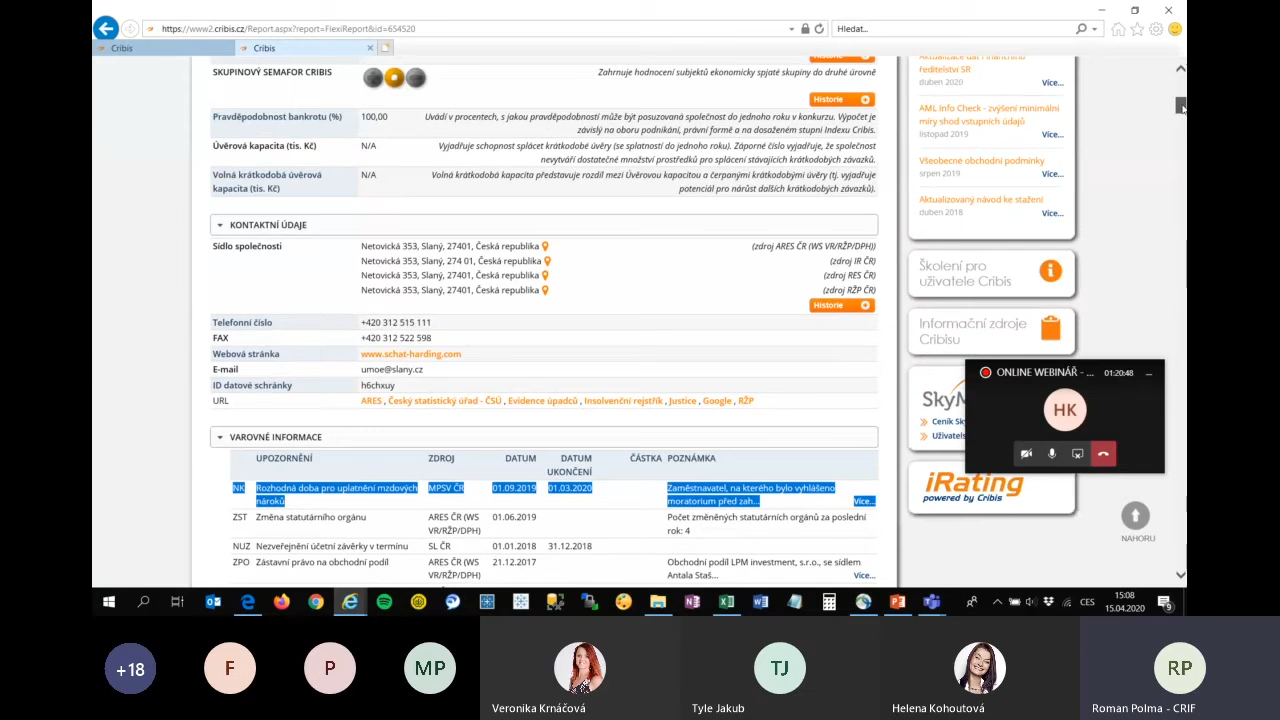 https://www2.cribis.cz/Report.aspx?report=FlexiReport&id=654520
Hledat...
Cribis
Cribis
SKUPINOVÝ SEMAFOR CRIBIS
Zahrnuje hodnocení subjektů ekonomicky spjaté skupiny do druhé úrovně
Historie
Pravděpodobnost bankrotu (%)
100,00
Uvádí v procentech, s jakou pravděpodobností může být posuzovaná společnost do jednoho roku v konkurzu. Výpočet je
závislý na oboru podnikání, právní formě a na dosaženém stupni Indexu Cribis.
Úvěrová kapacita (tis. Kč)
N/A
Vyjadřuje schopnost splácet krátkodobé úvěry (se splatností do jednoho roku). Záporné číslo vyjadřuje, že společnost
nevytváří dostatečné množství prostředků pro splácení stávajících krátkodobých závazků.
Volná krátkodobá úvěrová
kapacita (tis. Kč)
N/A
Volná krátkodobá kapacita představuje rozdíl mezi Úvěrovou kapacitou a čerpanými krátkodobými úvěry (tj. vyjadřuje
potenciál pro nárůst dalších krátkodobých závazků).
KONTAKTNÍ ÚDAJE
Sídlo společnosti
Netovická 353, Slaný, 27401, Česká republika
(zdroj ARES ČR (WS VR/RŽP/DPH))
Netovická 353, Slaný, 274 01, Česká republika
(zdroj IR ČR)
Netovická 353, Slaný, 27401, Česká republika
(zdroj RES ČR)
Netovická 353, Slaný, 27401, Česká republika
(zdroj RŽP ČR)
Historie
Telefonní číslo
+420 312 515 111
FAX
+420 312 522 598
Webová stránka
www.schat-harding.com
E-mail
umoe@slany.cz
ID datové schránky
h6chxuy
URL
ARES , Český statistický úřad - ČSÚ , Evidence úpadců , Insolvenční rejstřík , Justice , Google , RŽP
VAROVNÉ INFORMACE
UPOZORNĚNÍ
ZDROJ
DATUM
DATUM
UKONČENÍ
ČÁSTKA
POZNÁMKA
NK
Rozhodná doba pro uplatnění mzdových
nároků
MPSV ČR
01.09.2019
01.03.2020
Zaměstnavatel, na kterého bylo vyhlášeno
moratorium před zah...
Více...
ZST
Změna statutárního orgánu
ARES ČR (WS
VR/RŽP/DPH)
01.06.2019
Počet změněných statutárních orgánů za poslední
rok: 4
NUZ
Nezveřejnění účetní závěrky v termínu
SL ČR
01.01.2018
31.12.2018
ZPO
Zástavní právo na obchodní podíl
ARES ČR (WS
VR/RŽP/DPH)
21.12.2017
Obchodní podíl LPM investment, s.r.o., se sídlem
Antala Staš...
Více...
Aktualizace dat Finančního
ředitelství SR
duben 2020
Více...
AML Info Check - zvýšení minimální
míry shod vstupních údajů
listopad 2019
Více...
Všeobecné obchodní podmínky
srpen 2019
Více...
Aktualizovaný návod ke stažení
duben 2018
Více...
Školení pro
uživatele Cribis
Informační zdroje
Cribisu
Ceník Sk
Uživatels
iRating
powered by Cribis
NAHORU
ONLINE WEBINÁŘ - ...
01:20:48
HK
CES
15:08
15.04.2020
9
+18
F
P
MP
Veronika Krnáčová
TJ
Tyle Jakub
Helena Kohoutová
RP
Roman Polma - CRIF